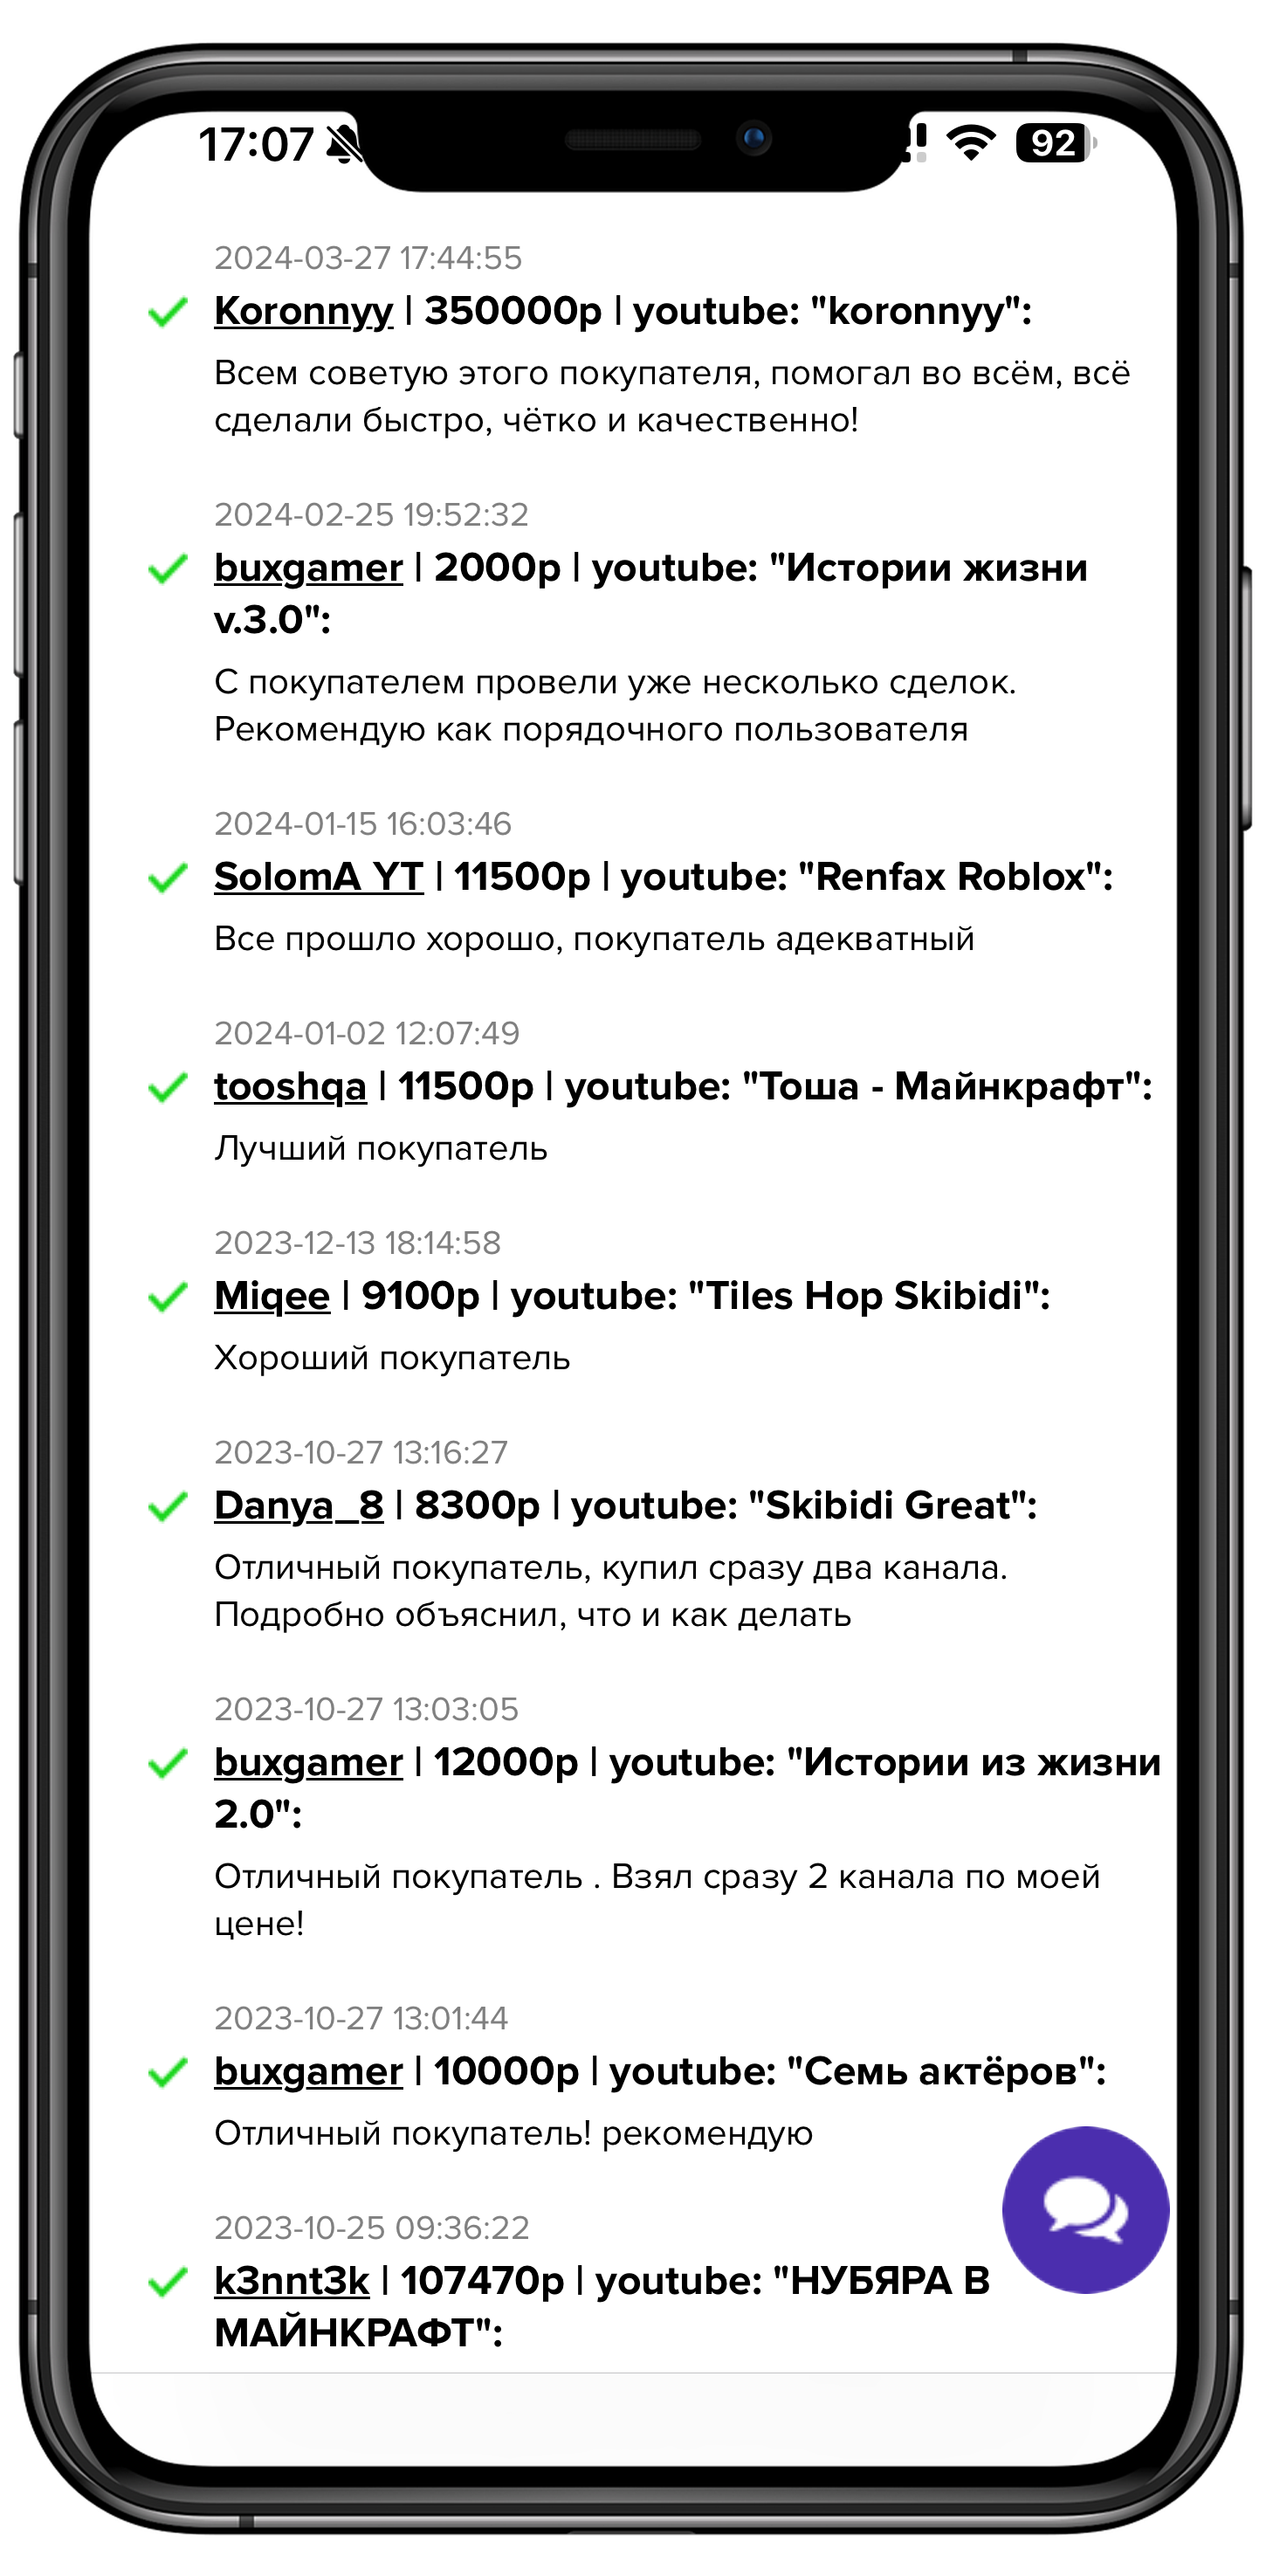 17:07
92
2024-03-27 17:44:55
Koronnyy | 350000р | youtube: "koronnyy":
Всем советую этого покупателя, помогал во всём, всё
сделали быстро, чётко и качественно!
2024-02-25 19:52:32
buxgamer | 2000р | youtube: "Истории жизни
v.3.0":
С покупателем провели уже несколько сделок.
Рекомендую как порядочного пользователя
2024-01-15 16:03:46
SolomA YT | 11500р | youtube: "Renfax Roblox":
Все прошло хорошо, покупатель адекватный
2024-01-02 12:07:49
tooshqa | 11500р | youtube: "Тоша - Майнкрафт":
Лучший покупатель
2023-12-13 18:14:58
Miqee | 9100р | youtube: "Tiles Hop Skibidi":
Хороший покупатель
2023-10-27 13:16:27
Danya_8 | 8300р | youtube: "Skibidi Great":
Отличный покупатель, купил сразу два канала.
Подробно объяснил, что и как делать
2023-10-27 13:03:05
buxgamer | 12000р | youtube: "Истории из жизни
2.0":
Отличный покупатель . Взял сразу 2 канала по моей
цене!
2023-10-27 13:01:44
buxgamer | 10000р | youtube: "Семь актёров":
Отличный покупатель! рекомендую
2023-10-25 09:36:22
k3nnt3k | 107470р | youtube: "НУБЯРА В
МАЙНКРАФТ":